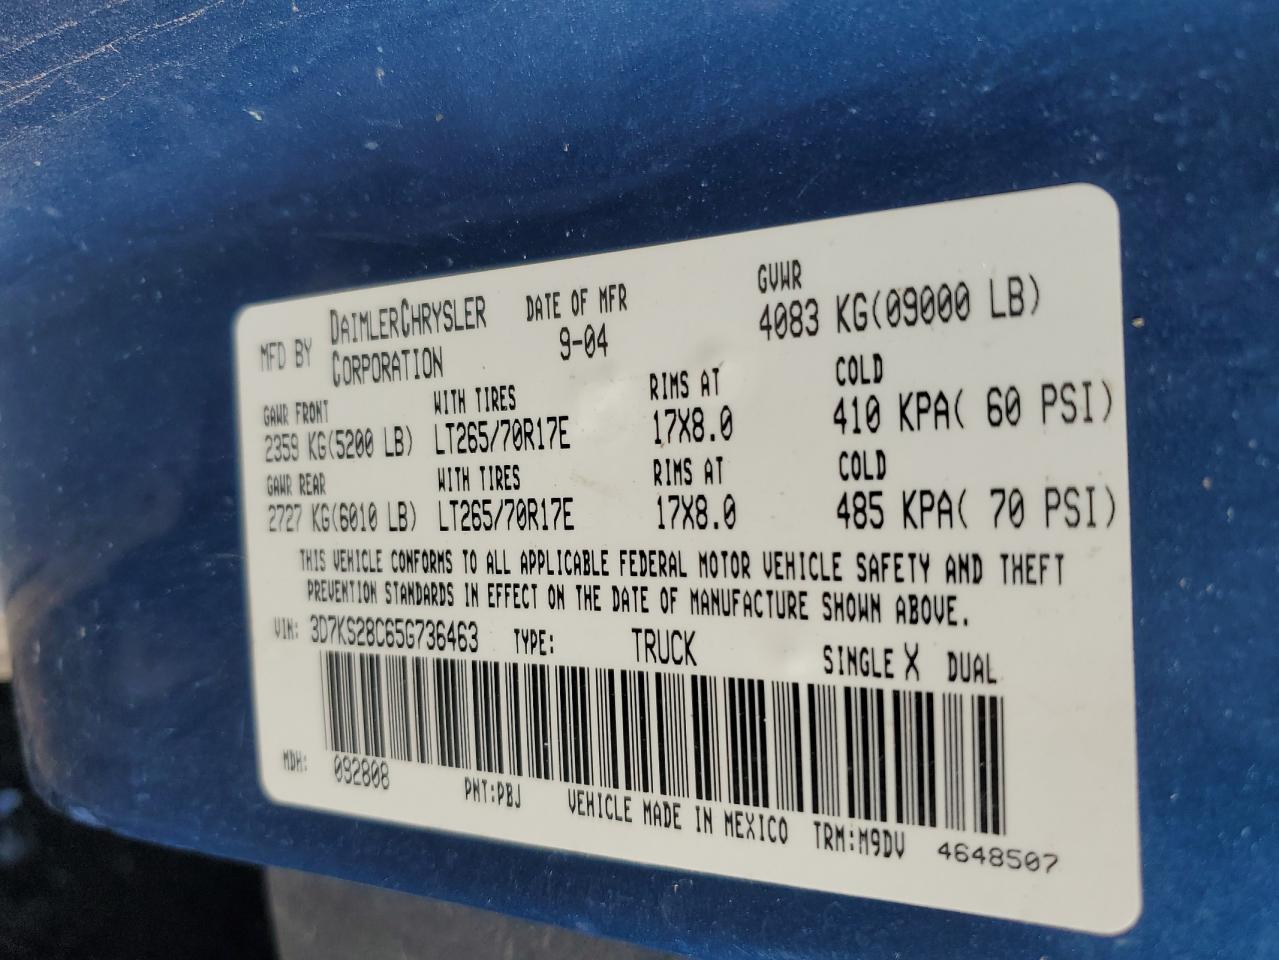 MFD BY DAIMLERCHRYSLER CORPORATION
DATE OF MFR
9-04
GVWR
4083 KG(09000 LB)
GAWR FRONT WITH TIRES RIMS AT COLD
2359 KG(5200 LB) LT265/70R17E 17X8.0 410 KPA( 60 PSI)
GAWR REAR WITH TIRES RIMS AT COLD
2727 KG(6010 LB) LT265/70R17E 17X8.0 485 KPA( 70 PSI)
THIS VEHICLE CONFORMS TO ALL APPLICABLE FEDERAL MOTOR VEHICLE SAFETY AND THEFT
PREVENTION STANDARDS IN EFFECT ON THE DATE OF MANUFACTURE SHOWN ABOVE.
VIN: 3D7KS28C65G736463 TYPE: TRUCK SINGLE X DUAL
MDH: 092808
PNT:PBJ VEHICLE MADE IN MEXICO TRM:M9DV 4648507